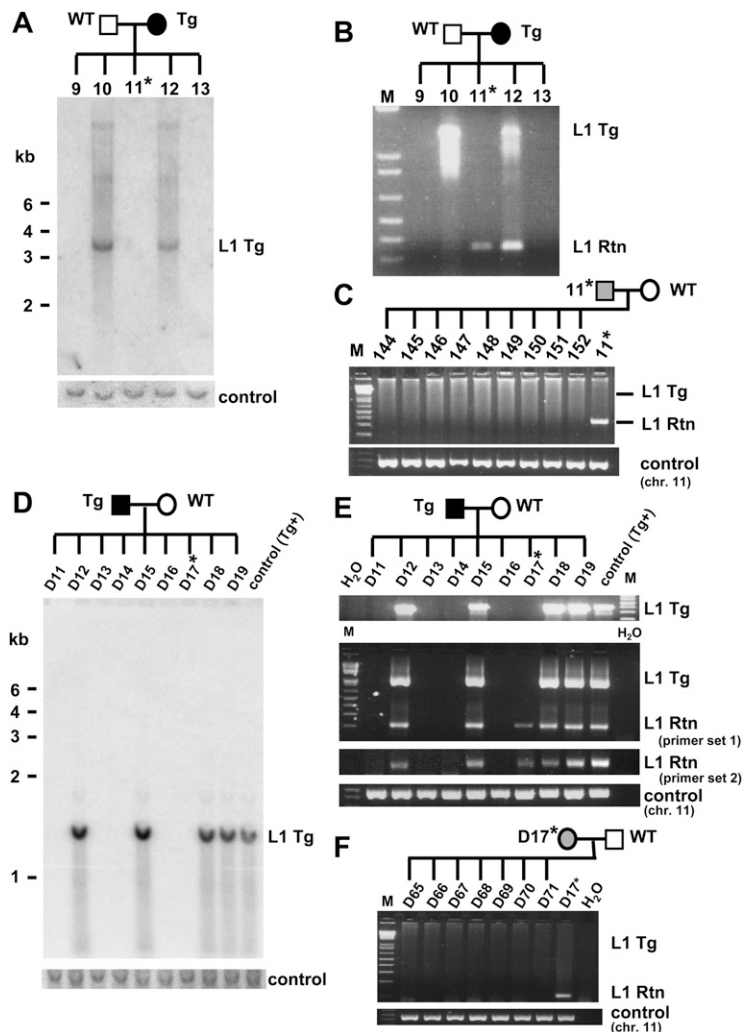 A
WT Tg
9 10 11* 12 13
kb
6
4
3
2
L1 Tg
control
B
WT Tg
M 9 10 11* 12 13
L1 Tg
L1 Rtn
C
11* WT
M 144 145 146 147 148 149 150 151 152 11*
L1 Tg
L1 Rtn
control
(chr. 11)
D
Tg WT
D11 D12 D13 D14 D15 D16 D17* D18 D19 control (Tg+)
kb
6
4
3
2
1
L1 Tg
control
E
Tg WT
H2O D11 D12 D13 D14 D15 D16 D17* D18 D19 control (Tg+) M
L1 Tg
M H2O
L1 Tg
L1 Rtn
(primer set 1)
L1 Rtn
(primer set 2)
control
(chr. 11)
F
D17* WT
M D65 D66 D67 D68 D69 D70 D71 D17* H2O
L1 Tg
L1 Rtn
control
(chr. 11)